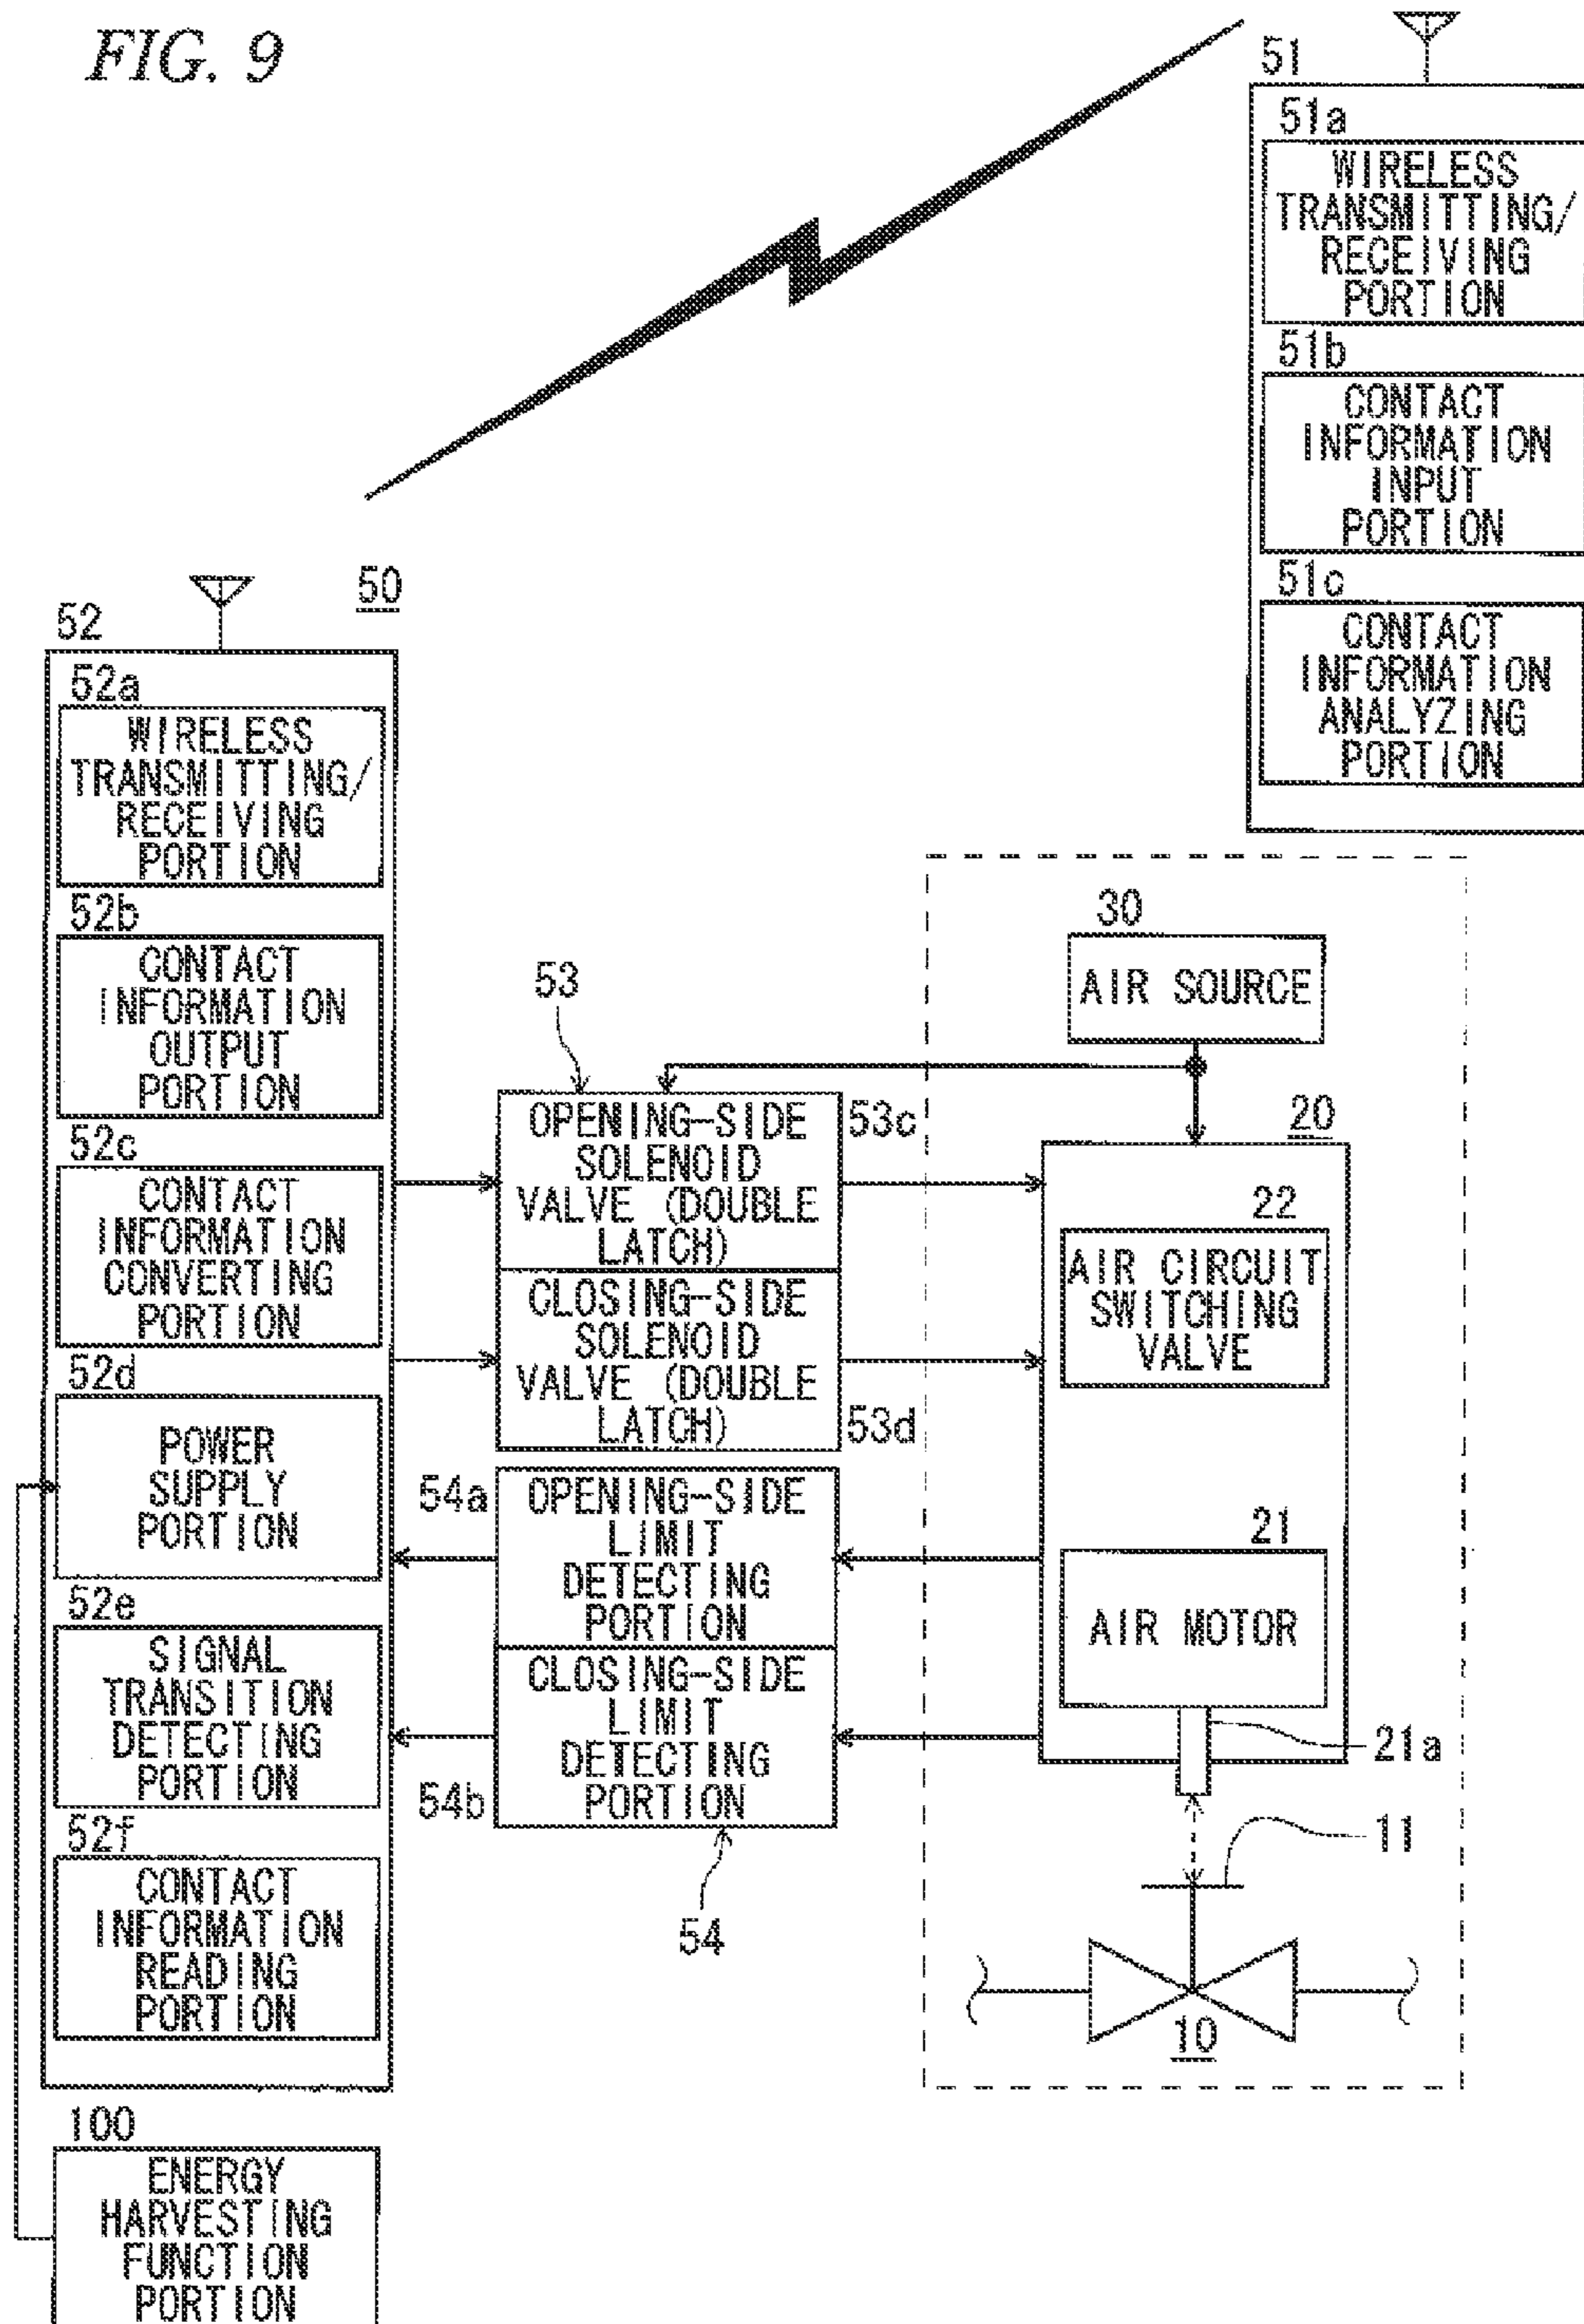 FIG. 9
51
51a
WIRELESS
TRANSMITTING/
RECEIVING
PORTION
51b
CONTACT
INFORMATION
INPUT
PORTION
51c
CONTACT
INFORMATION
ANALYZING
PORTION
50
52
52a
WIRELESS
TRANSMITTING/
RECEIVING
PORTION
52b
CONTACT
INFORMATION
OUTPUT
PORTION
52c
CONTACT
INFORMATION
CONVERTING
PORTION
52d
POWER
SUPPLY
PORTION
52e
SIGNAL
TRANSITION
DETECTING
PORTION
52f
CONTACT
INFORMATION
READING
PORTION
100
ENERGY
HARVESTING
FUNCTION
PORTION
53
OPENING-SIDE
SOLENOID
VALVE (DOUBLE
LATCH)
53c
CLOSING-SIDE
SOLENOID
VALVE (DOUBLE
LATCH)
53d
54a
OPENING-SIDE
LIMIT
DETECTING
PORTION
CLOSING-SIDE
LIMIT
DETECTING
PORTION
54b
54
30
AIR SOURCE
20
22
AIR CIRCUIT
SWITCHING
VALVE
21
AIR MOTOR
21a
11
10